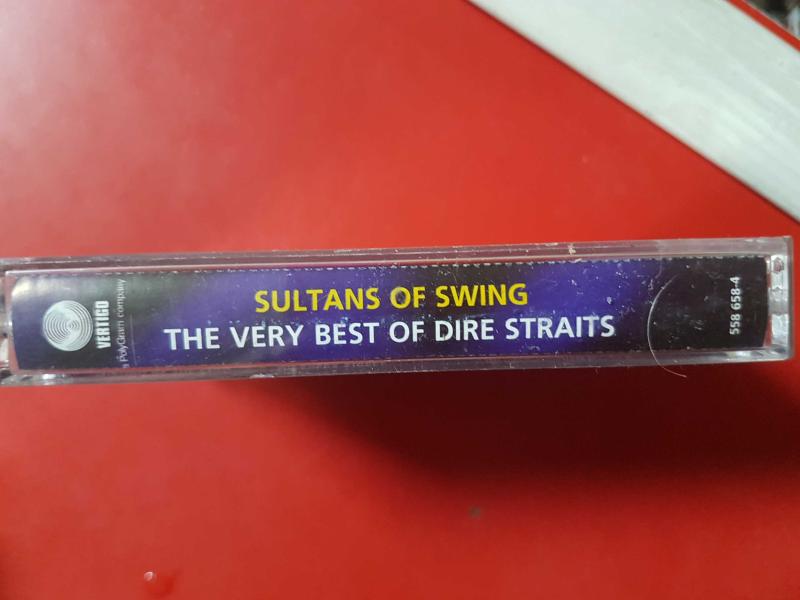 VERTIGO
a PolyGram company
SULTANS OF SWING
THE VERY BEST OF DIRE STRAITS
558 658-4